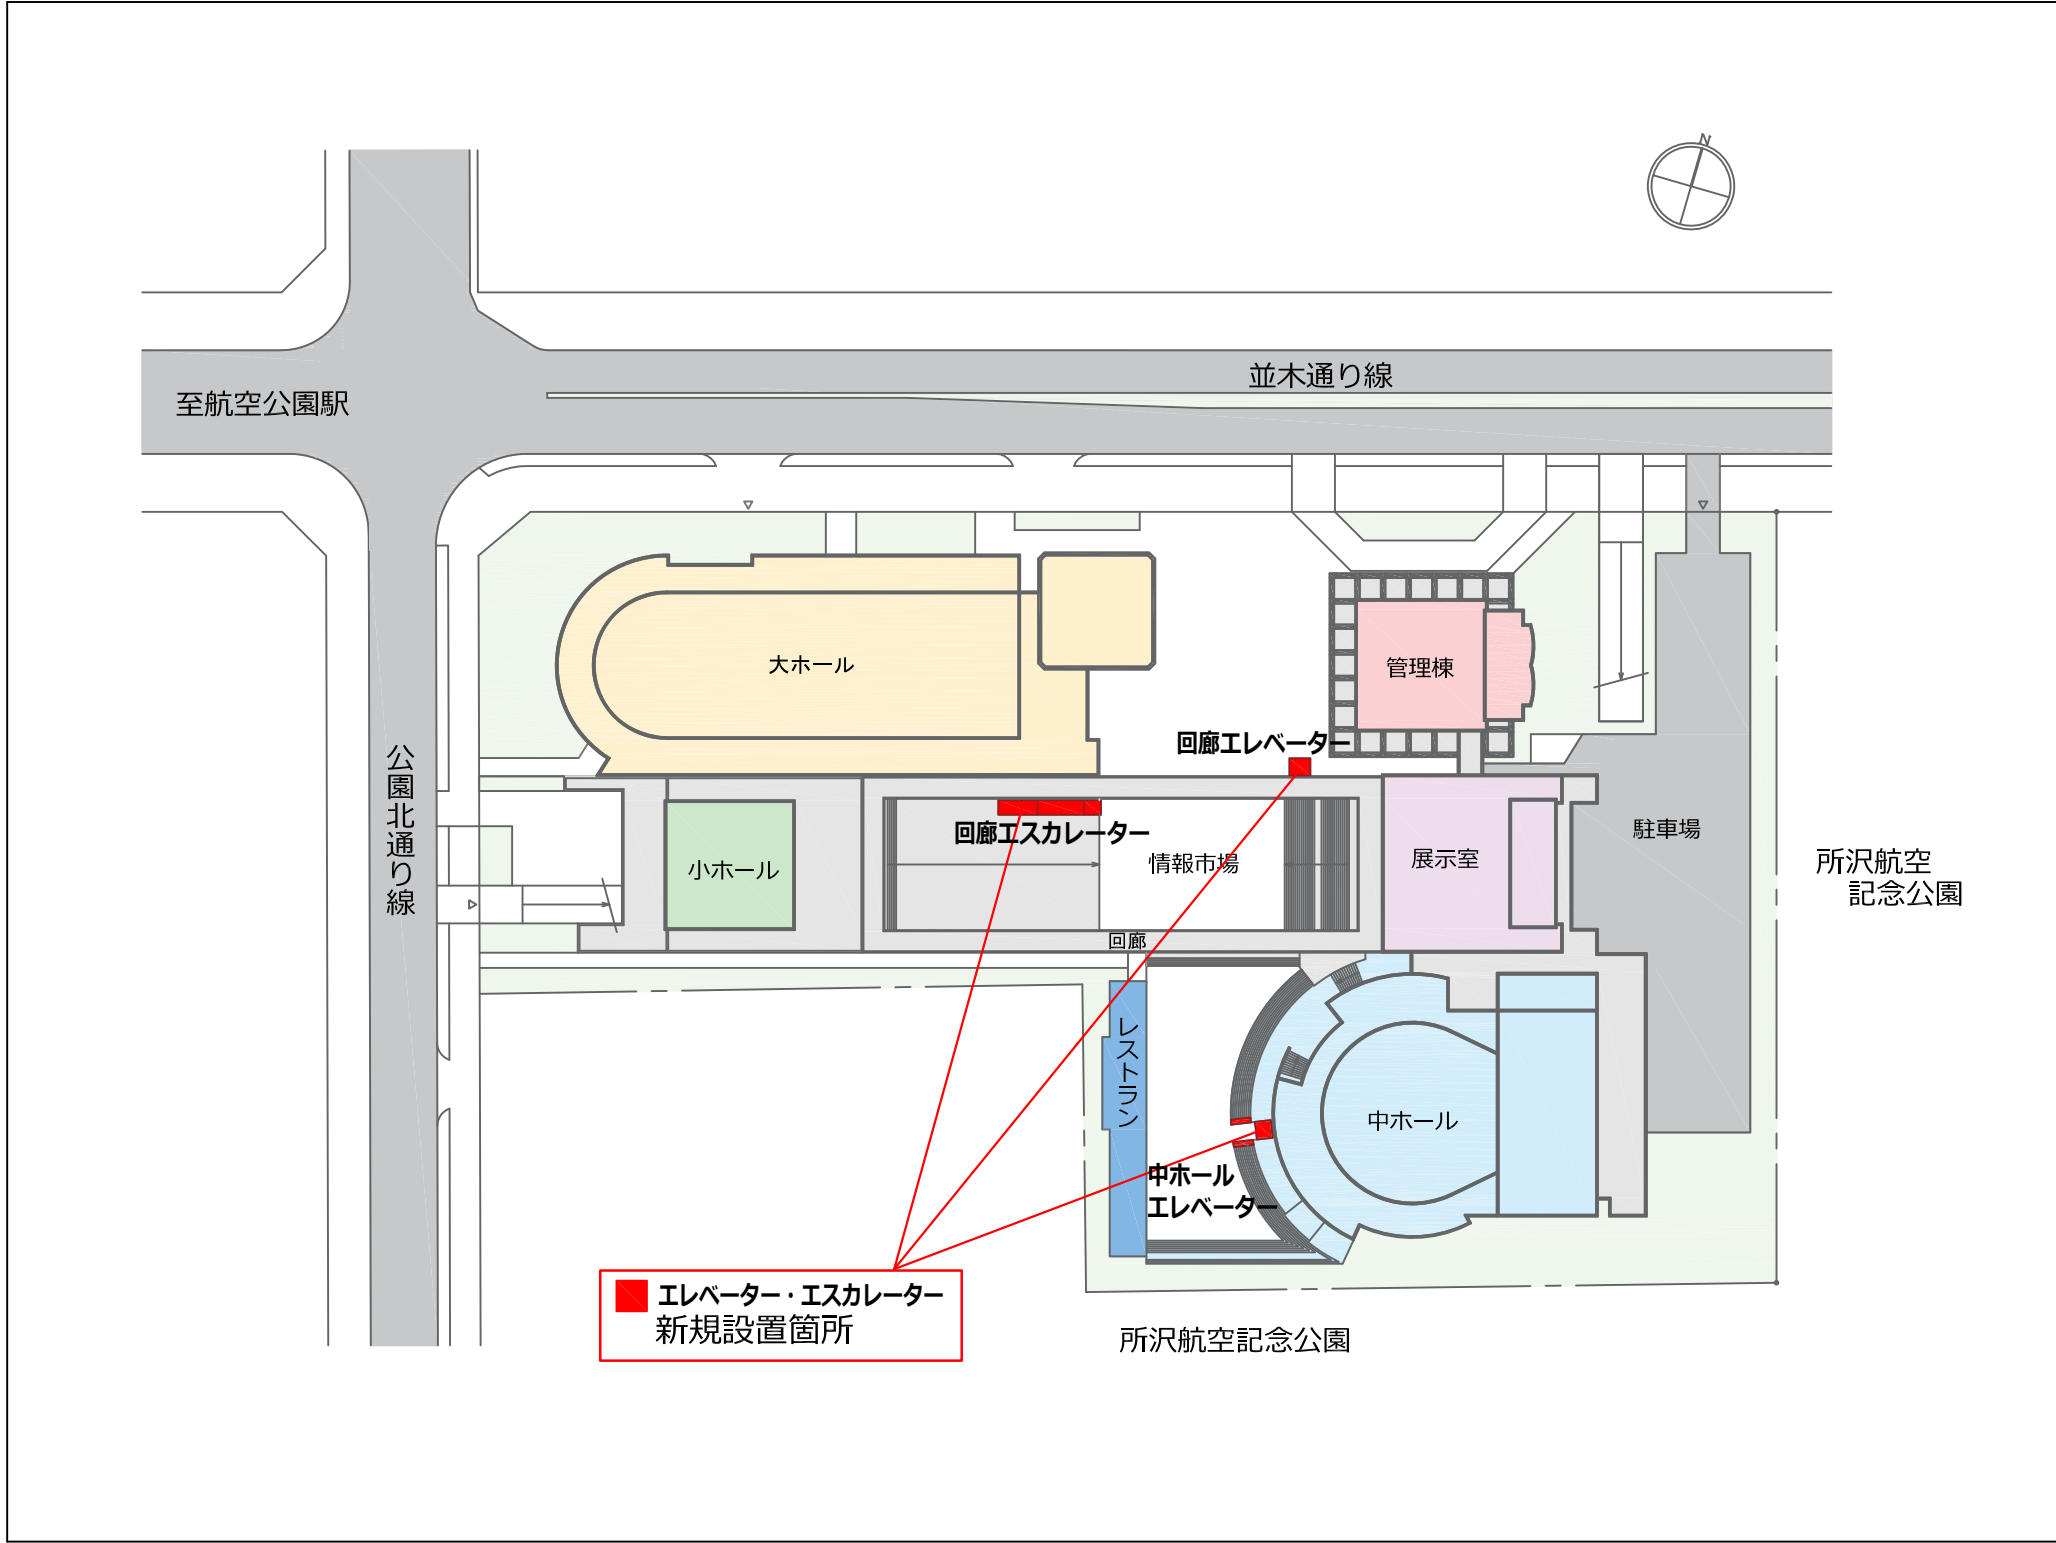 N
並木通り線
至航空公園駅
大ホール
管理棟
回廊エレベーター
公園北通り線
回廊エスカレーター
駐車場
情報市場
展示室
小ホール
所沢航空
記念公園
回廊
レストラン
中ホール
中ホール
エレベーター
エレベーター・エスカレーター
新規設置箇所
所沢航空記念公園